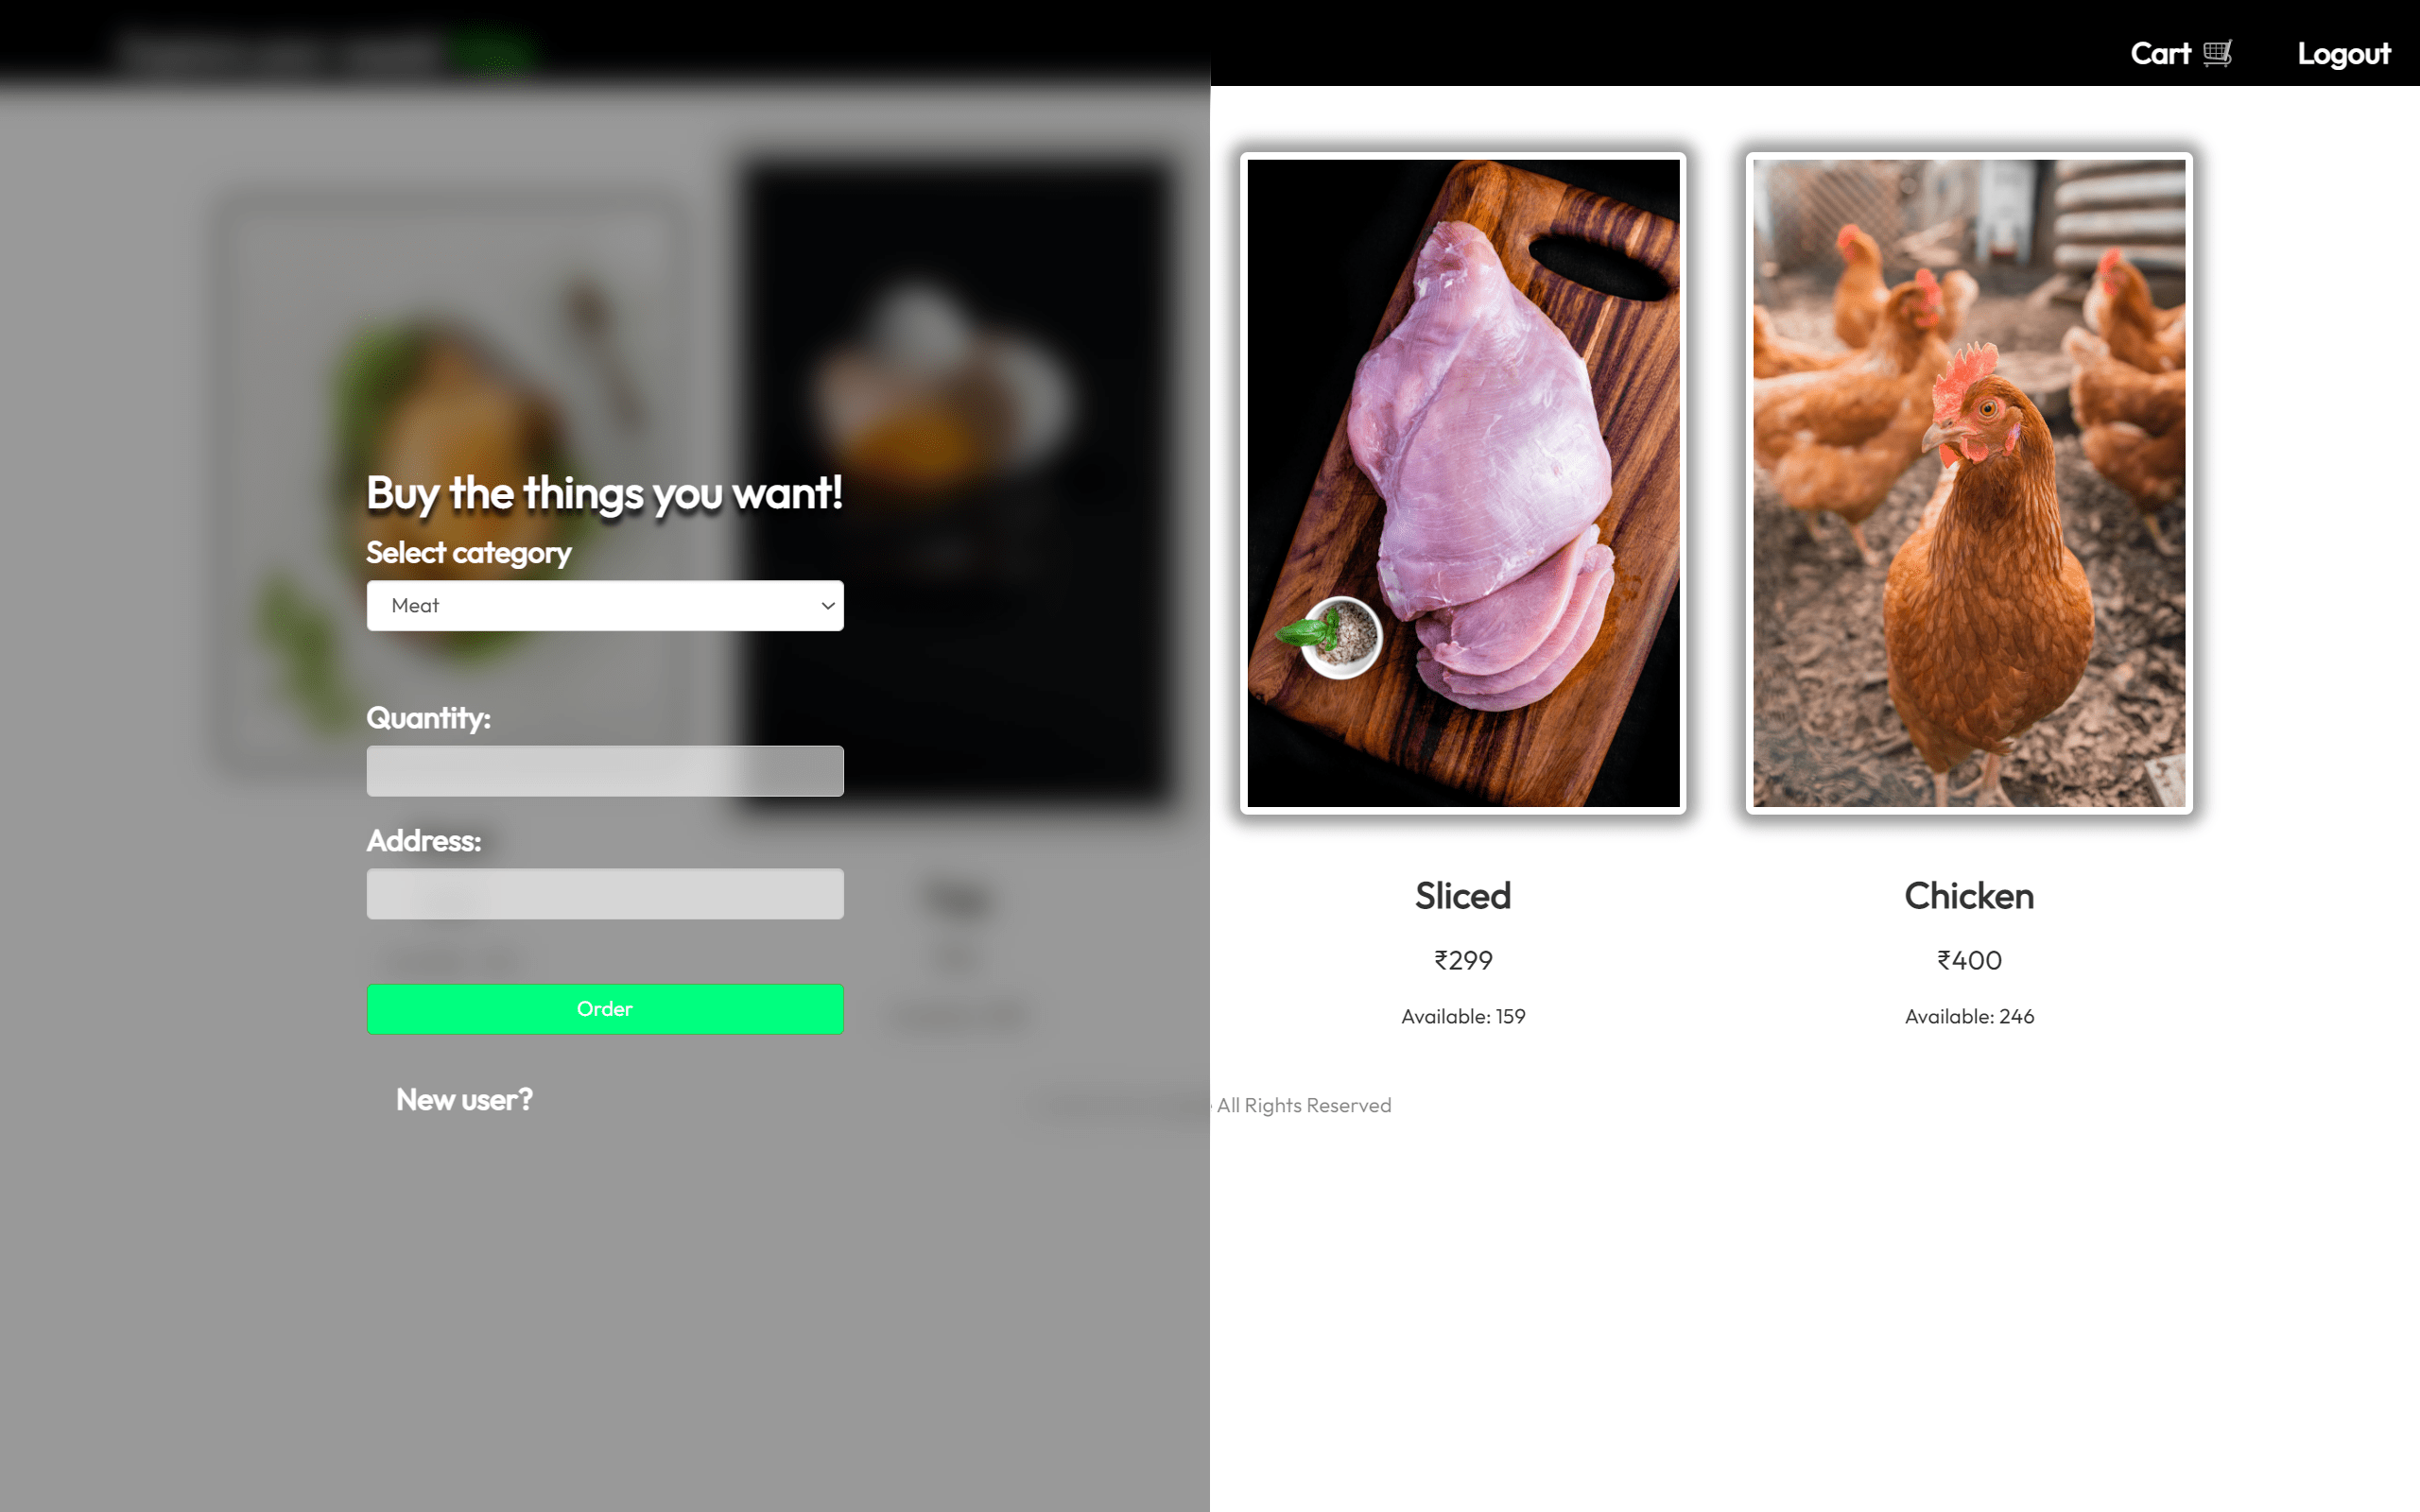 Cart Logout
Buy the things you want!
Select category
Meat
Quantity:
Address:
Order
New user?
Sliced
₹299
Available: 159
Chicken
₹400
Available: 246
All Rights Reserved